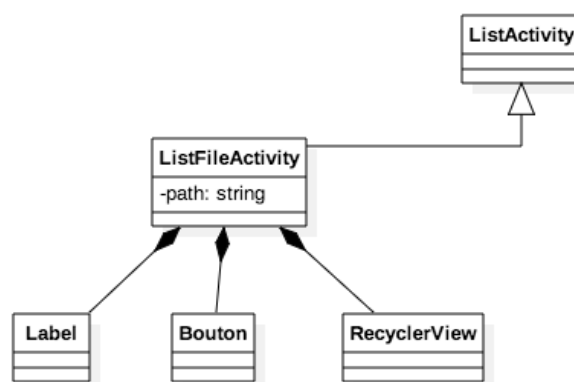 ListActivity
ListFileActivity
-path: string
Label
Bouton
RecyclerView